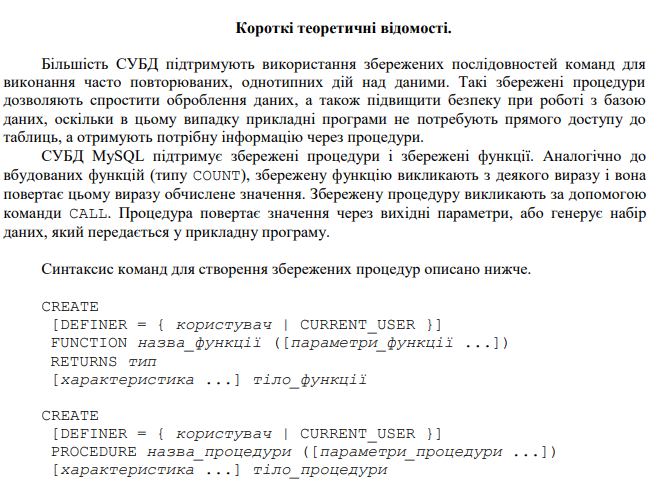 Короткі теоретичні відомості.
Більшість СУБД підтримують використання збережених послідовностей команд для
виконання часто повторюваних, однотипних дій над даними. Такі збережені процедури
дозволяють спростити оброблення даних, а також підвищити безпеку при роботі з базою
даних, оскільки в цьому випадку прикладні програми не потребують прямого доступу до
таблиць, а отримують потрібну інформацію через процедури.
СУБД MySQL підтримує збережені процедури і збережені функції. Аналогічно до
вбудованих функцій (типу COUNT), збережену функцію викликають з деякого виразу і вона
повертає цьому виразу обчислене значення. Збережену процедуру викликають за допомогою
команди CALL. Процедура повертає значення через вихідні параметри, або генерує набір
даних, який передається у прикладну програму.
Синтаксис команд для створення збережених процедур описано нижче.
CREATE
[DEFINER = { користувач | CURRENT_USER }]
FUNCTION назва_функції ([параметри_функції ...])
RETURNS тип
[характеристика ...] тіло_функції
CREATE
[DEFINER = { користувач | CURRENT_USER }]
PROCEDURE назва_процедури ([параметри_процедури ...])
[характеристика ...] тіло_процедури